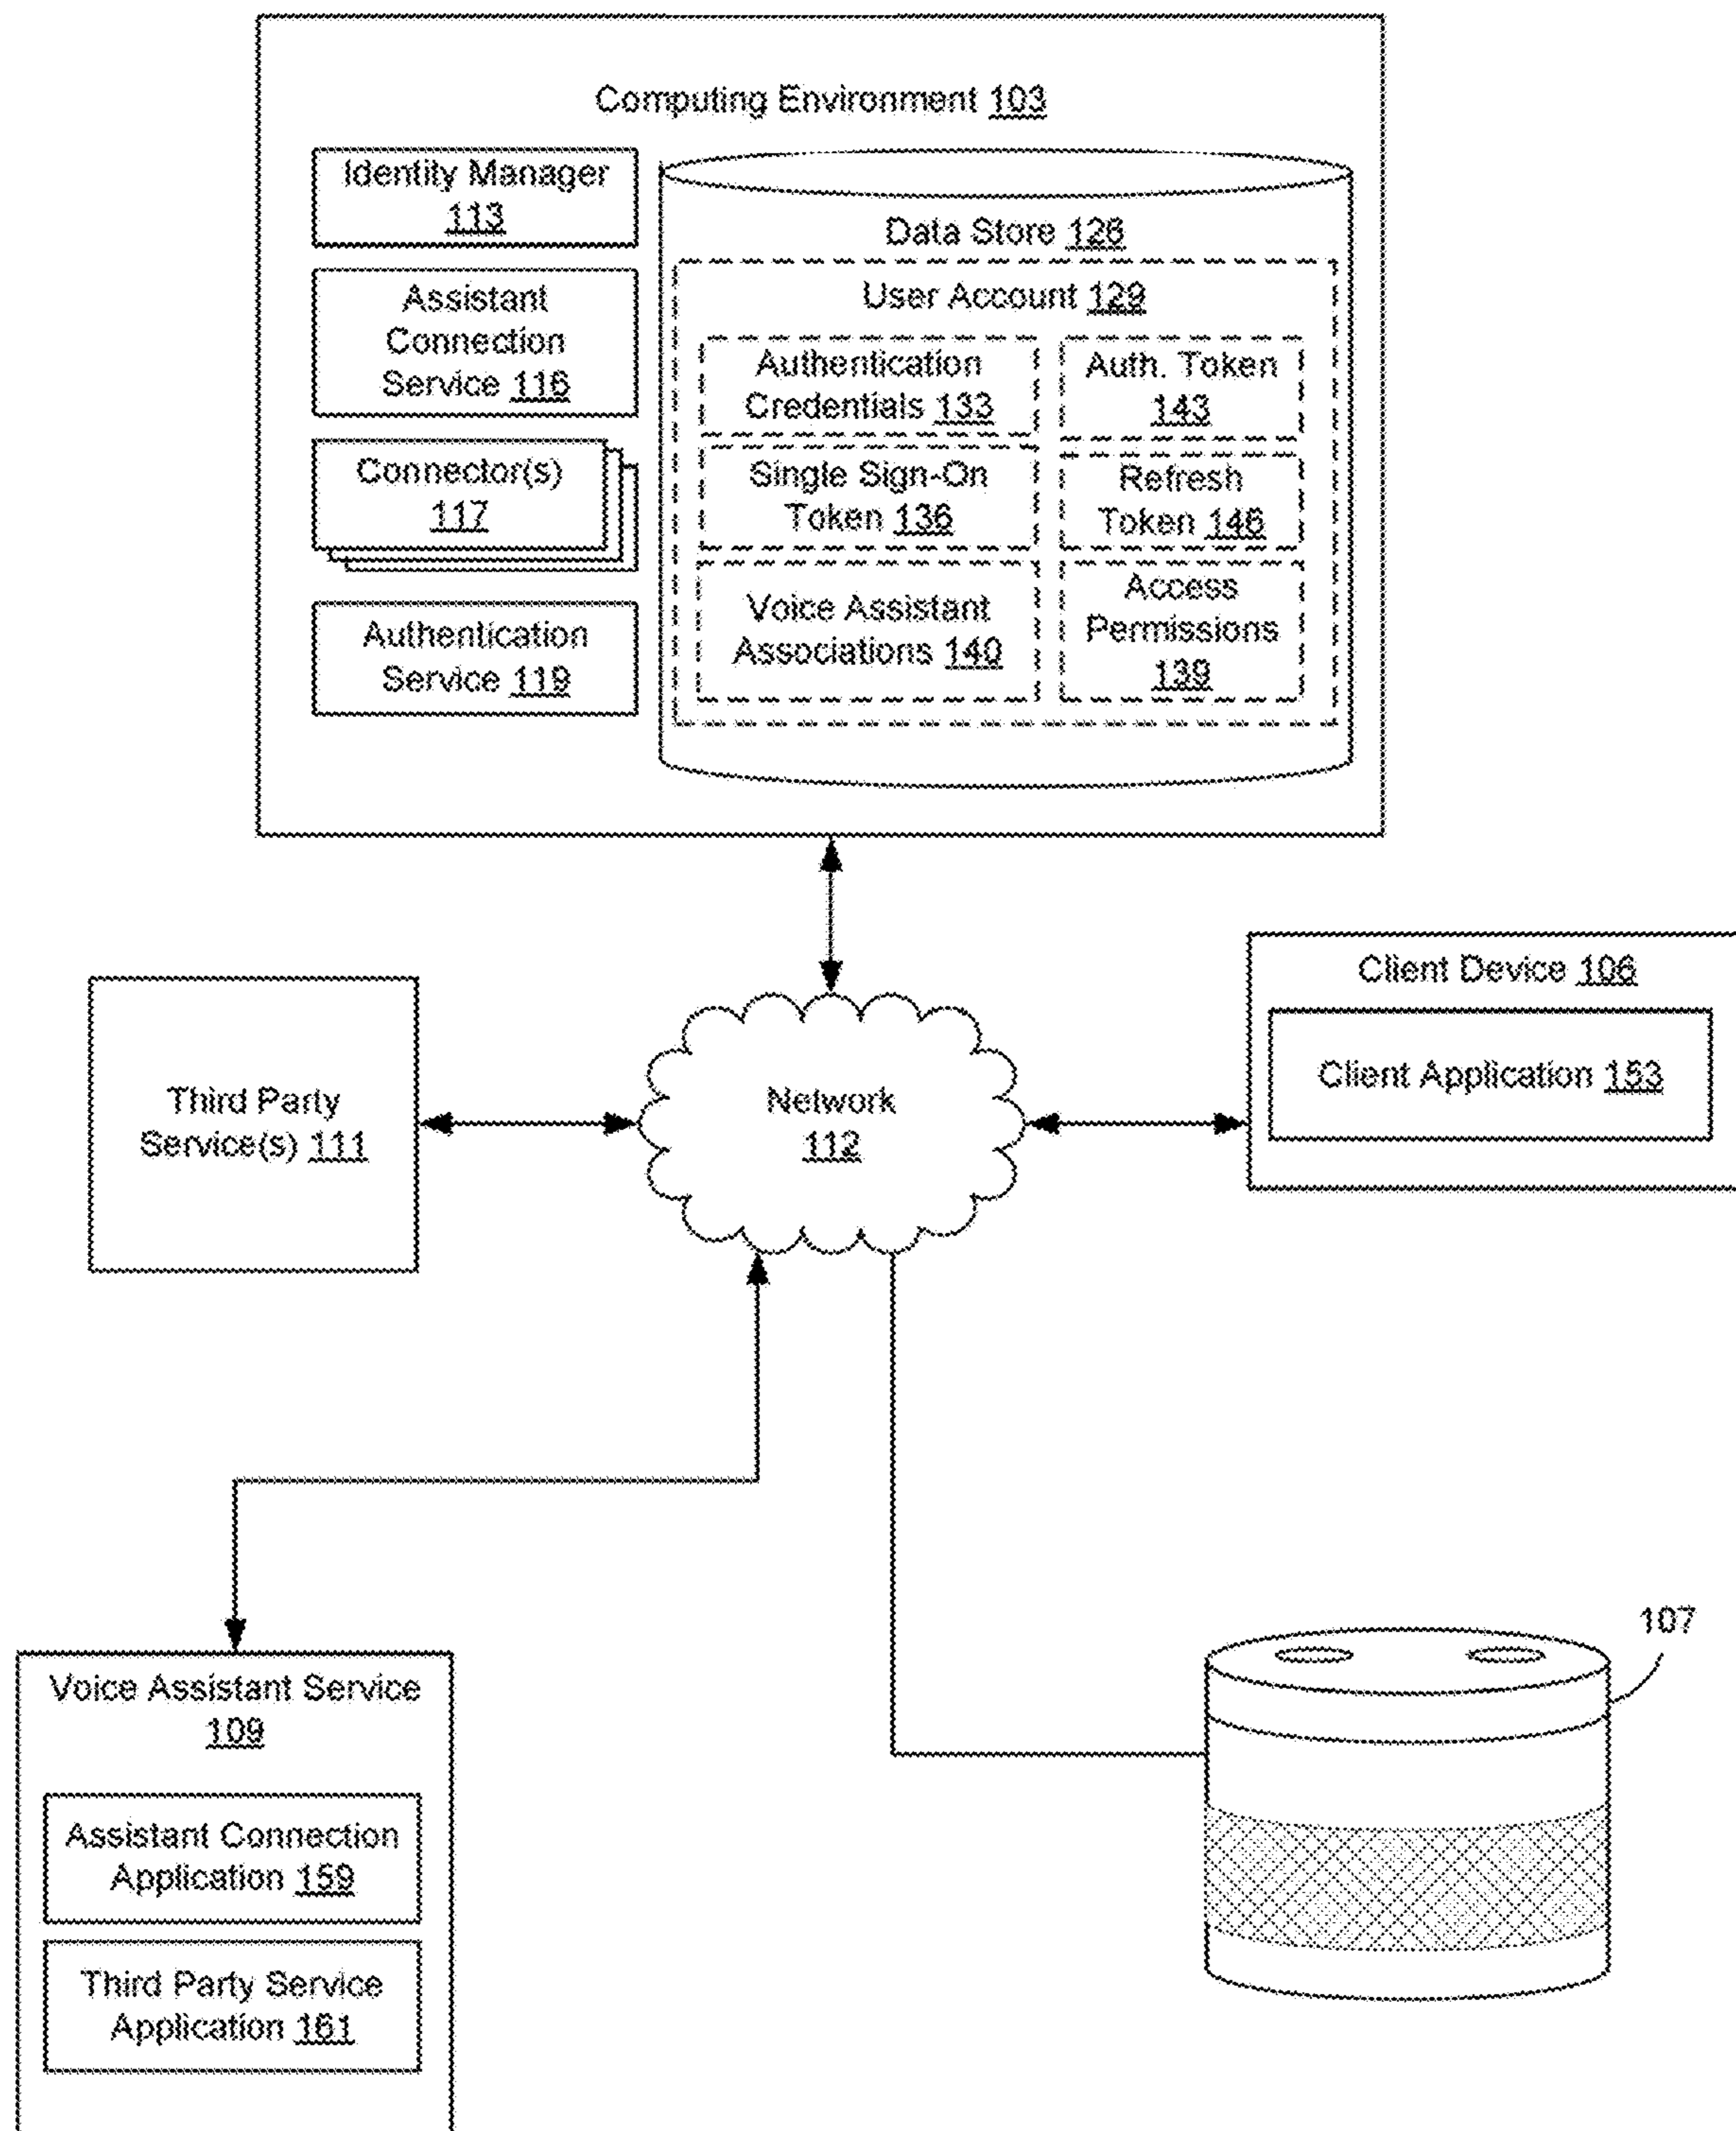 Computing Environment 103
Identity Manager
113
Assistant
Connection
Service 116
Connector(s)
117
Authentication
Service 119
Data Store 126
User Account 129
Authentication
Credentials 133
Auth. Token
143
Single Sign-On
Token 136
Refresh
Token 146
Voice Assistant
Associations 140
Access
Permissions
139
Third Party
Service(s) 111
Network
112
Client Device 106
Client Application 153
Voice Assistant Service
109
Assistant Connection
Application 159
Third Party Service
Application 161
107